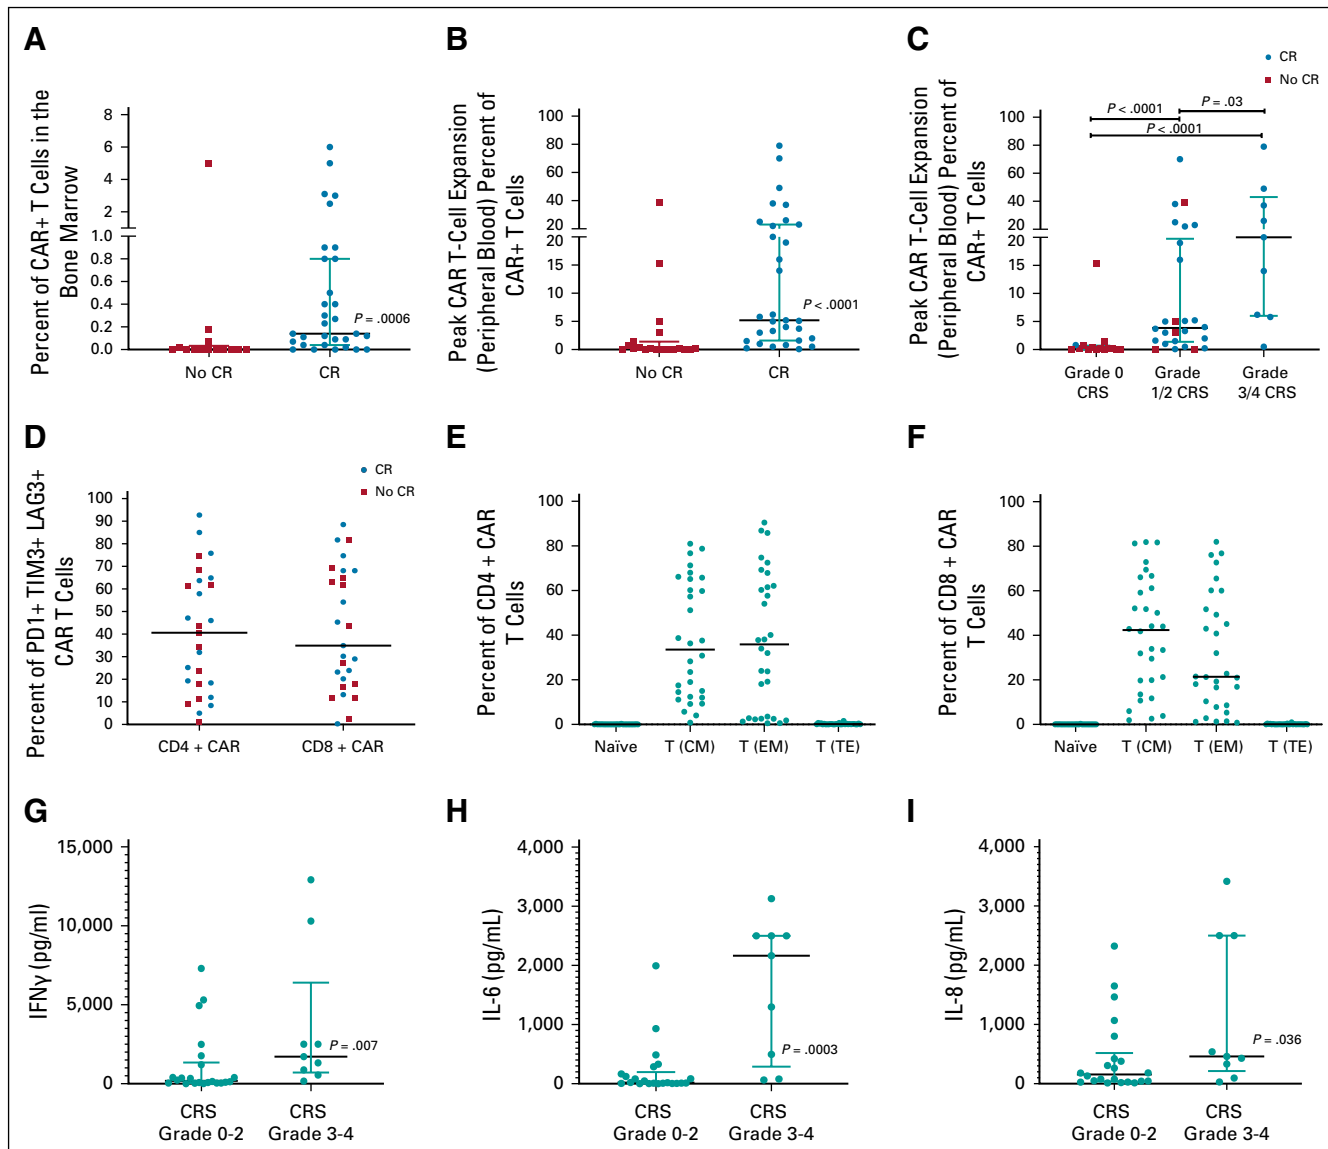 A
Percent of CAR+ T Cells in the
Bone Marrow
8
6
4
2
1.0
0.8
0.6
0.4
0.2
0.0
P = .0006
No CR
CR
B
Peak CAR T-Cell Expansion
(Peripheral Blood) Percent of
CAR+ T Cells
100
80
60
40
20
20
15
10
5
0
P < .0001
No CR
CR
C
CR
No CR
Peak CAR T-Cell Expansion
(Peripheral Blood) Percent of
CAR+ T Cells
100
80
60
40
20
20
15
10
5
0
P < .0001
P = .03
P < .0001
Grade 0
CRS
Grade
1/2 CRS
Grade
3/4 CRS
D
CR
No CR
Percent of PD1+ TIM3+ LAG3+
CAR T Cells
100
90
80
70
60
50
40
30
20
10
0
CD4 + CAR
CD8 + CAR
E
Percent of CD4 + CAR
T Cells
100
80
60
40
20
0
Naïve
T (CM)
T (EM)
T (TE)
F
Percent of CD8 + CAR
T Cells
100
80
60
40
20
0
Naïve
T (CM)
T (EM)
T (TE)
G
IFNγ (pg/ml)
15,000
10,000
5,000
0
P = .007
CRS
Grade 0-2
CRS
Grade 3-4
H
IL-6 (pg/mL)
4,000
3,000
2,000
1,000
0
P = .0003
CRS
Grade 0-2
CRS
Grade 3-4
I
IL-8 (pg/mL)
4,000
3,000
2,000
1,000
0
P = .036
CRS
Grade 0-2
CRS
Grade 3-4